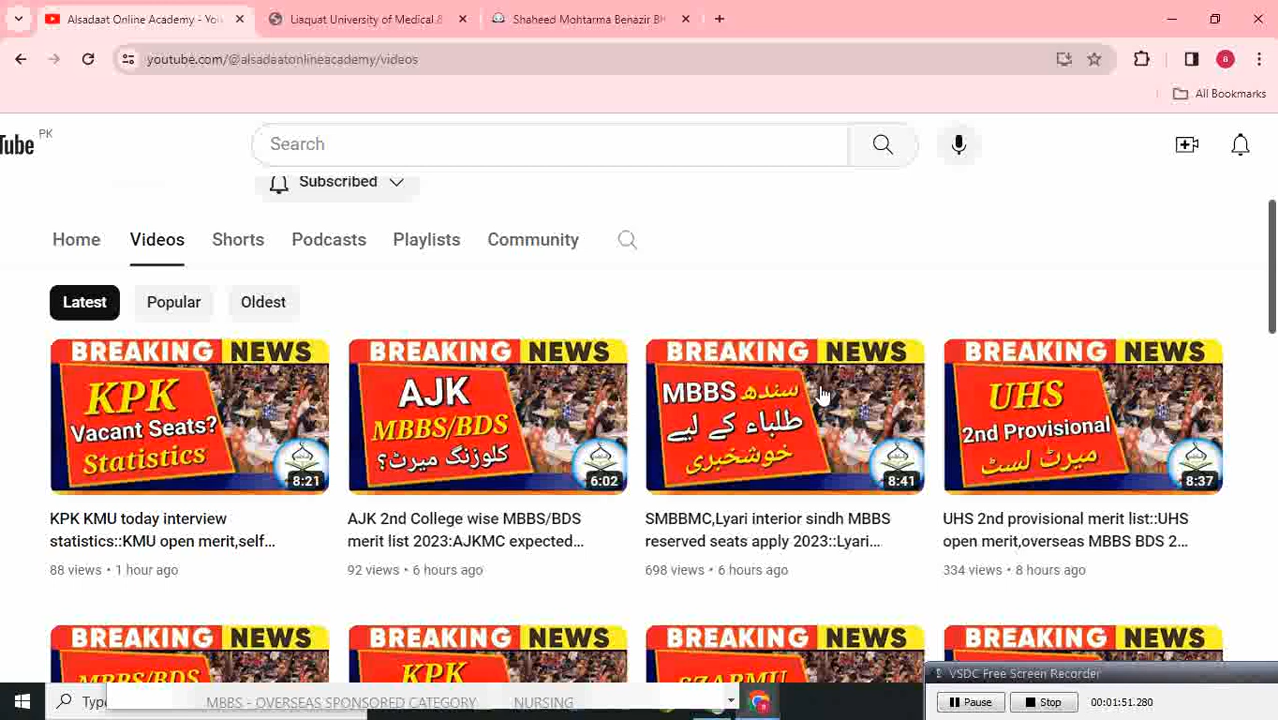 Alsadaat Online Academy - You
Liaquat University of Medical &
Shaheed Mohtarma Benazir Bh
youtube.com/@alsadaatonlineacademy/videos
8
All Bookmarks
Tube PK
Search
Subscribed
Home Videos Shorts Podcasts Playlists Community
Latest Popular Oldest
BREAKING NEWS
KPK
Vacant Seats?
Statistics
8:21
BREAKING NEWS
AJK
MBBS/BDS
کلوزنگ میرٹ؟
6:02
BREAKING NEWS
سندھ MBBS
طلباء کے لیے
خوشخبری
8:41
BREAKING NEWS
UHS
2nd Provisional
میرٹ لسٹ
8:37
KPK KMU today interview
statistics::KMU open merit,self...
88 views • 1 hour ago
AJK 2nd College wise MBBS/BDS
merit list 2023:AJKMC expected...
92 views • 6 hours ago
SMBBMC,Lyari interior sindh MBBS
reserved seats apply 2023::Lyari...
698 views • 6 hours ago
UHS 2nd provisional merit list::UHS
open merit,overseas MBBS BDS 2...
334 views • 8 hours ago
BREAKING NEWS
MBBS/BDS
BREAKING NEWS
KPK
BREAKING NEWS
SZABMU
BREAKING NEWS
VSDC Free Screen Recorder
Pause Stop 00:01:51.280
Type
MBBS - OVERSEAS SPONSORED CATEGORY NURSING